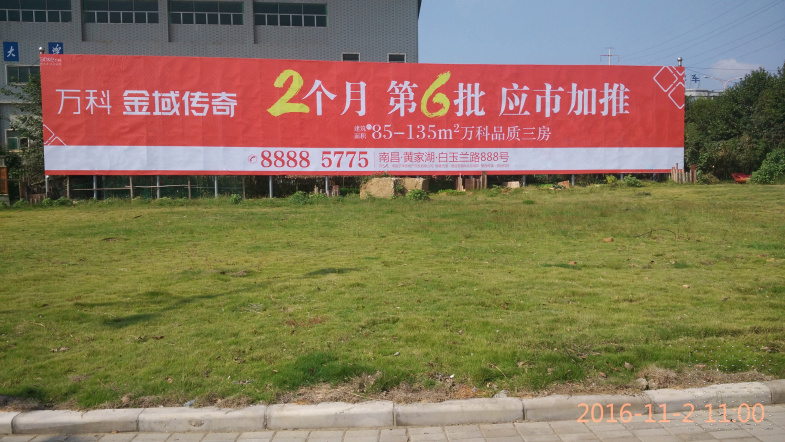 大
万科 金域传奇
2个月 第6批 应市加推
建筑面积 85-135m²万科品质三房
8888 5775
南昌·黄家湖·白玉兰路888号
2016-11-2 11:00